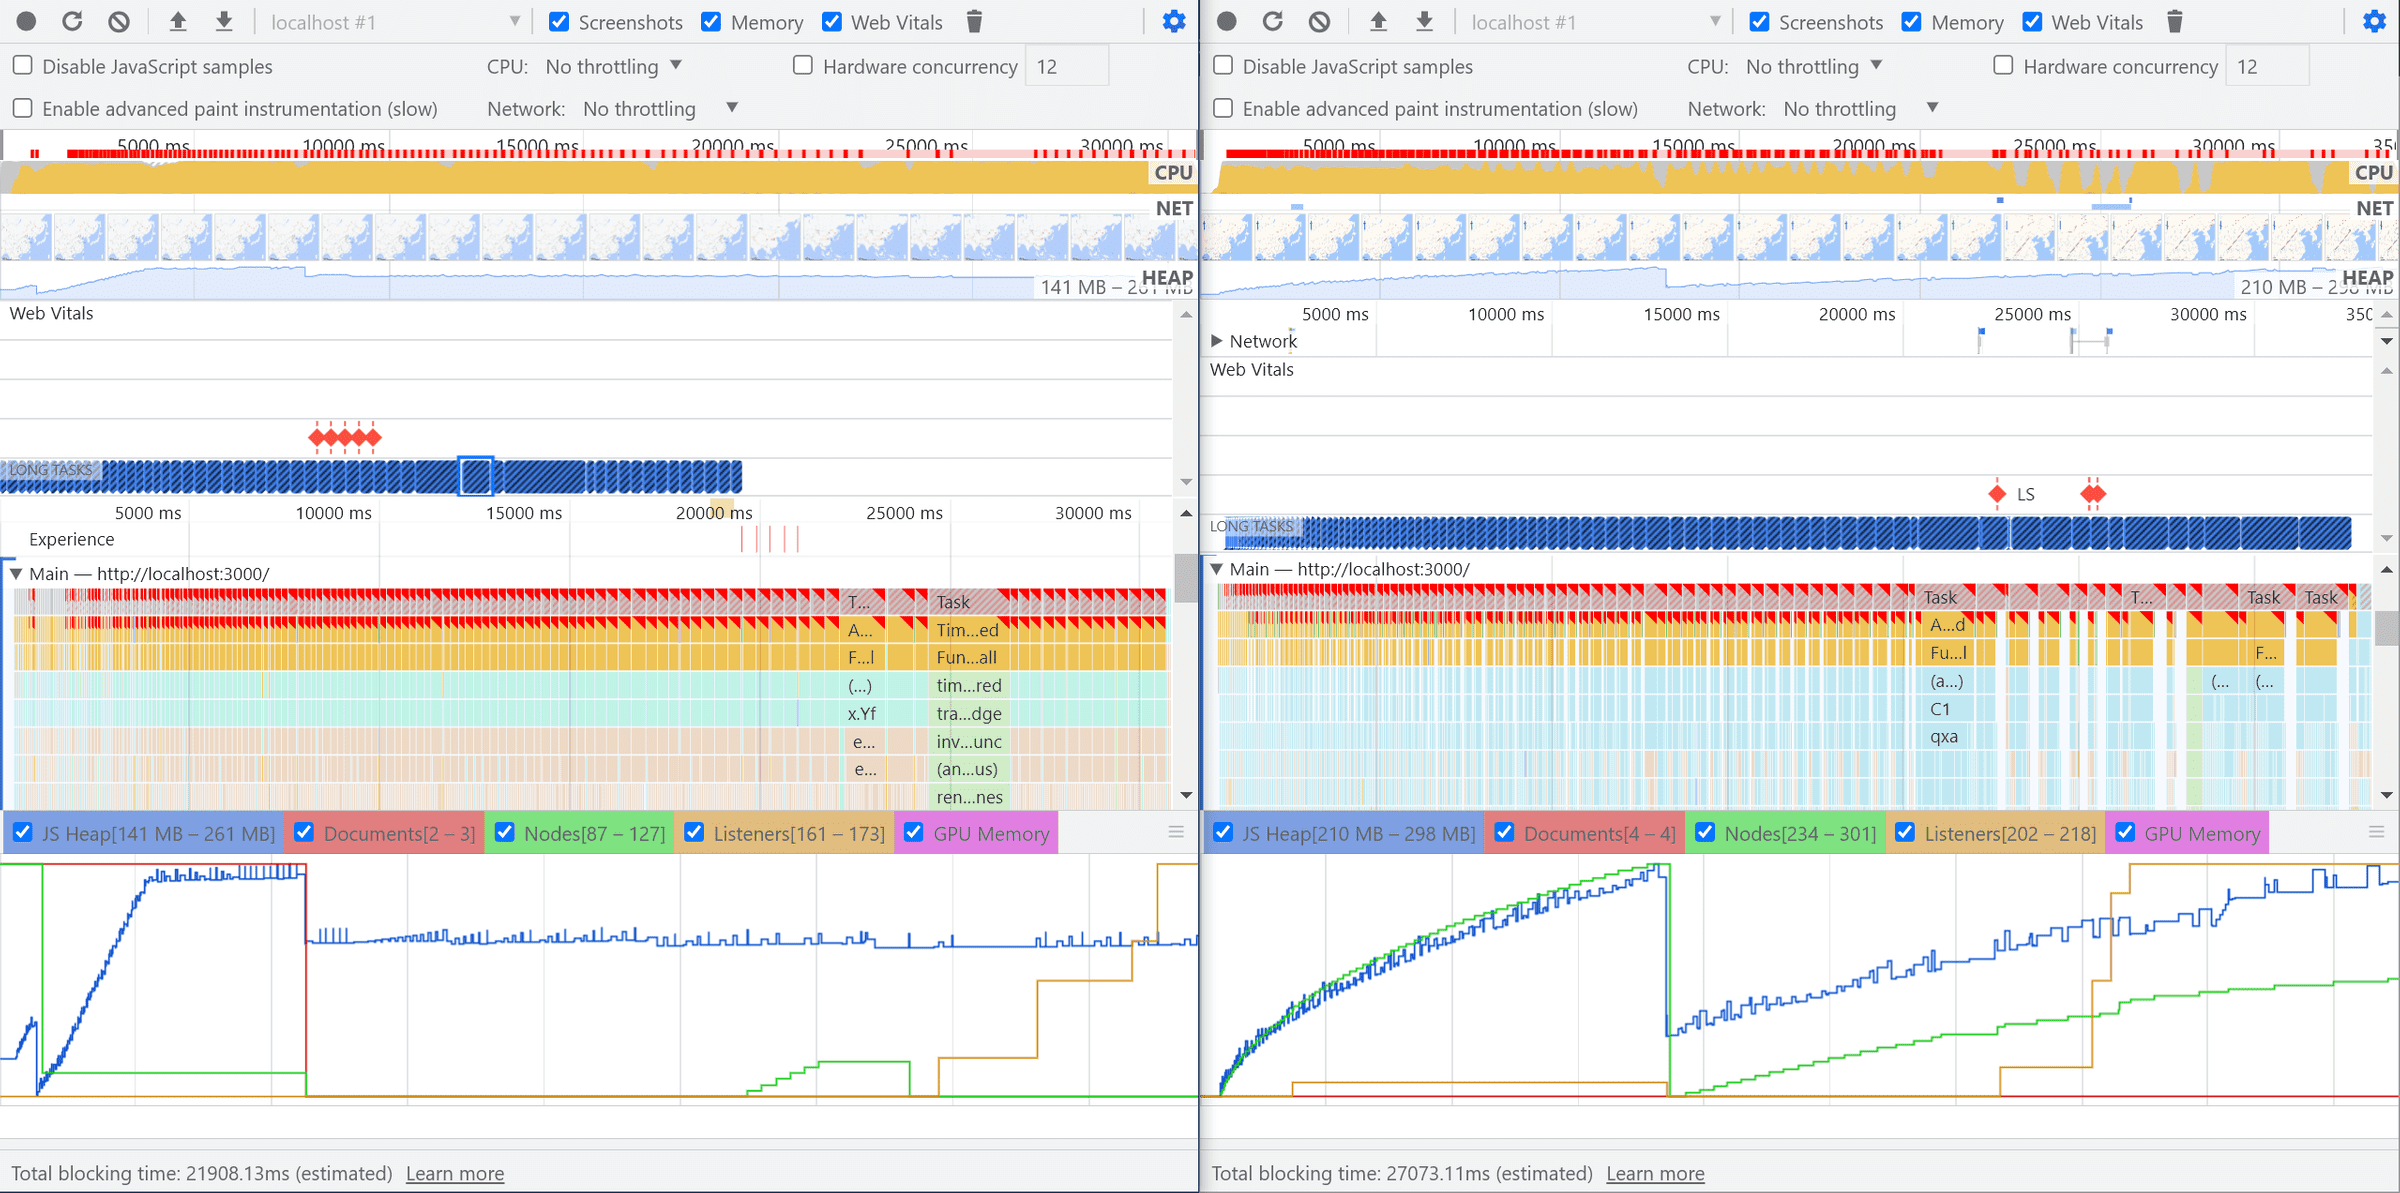 localhost #1
Screenshots
Memory
Web Vitals
Disable JavaScript samples
CPU: No throttling
Hardware concurrency
12
Enable advanced paint instrumentation (slow)
Network: No throttling
5000 ms
10000 ms
15000 ms
20000 ms
25000 ms
30000 ms
CPU
NET
HEAP
141 MB – 261 MB
Web Vitals
LONG TASKS
5000 ms
10000 ms
15000 ms
20000 ms
25000 ms
30000 ms
Experience
Main — http://localhost:3000/
T...
Task
A...
Tim...ed
F...l
Fun...all
(...)
tim...red
x.Yf
tra...dge
e...
inv...unc
e...
(an...us)
ren...nes
JS Heap[141 MB – 261 MB]
Documents[2 – 3]
Nodes[87 – 127]
Listeners[161 – 173]
GPU Memory
Total blocking time: 21908.13ms (estimated) Learn more
localhost #1
Screenshots
Memory
Web Vitals
Disable JavaScript samples
CPU: No throttling
Hardware concurrency
12
Enable advanced paint instrumentation (slow)
Network: No throttling
5000 ms
10000 ms
15000 ms
20000 ms
25000 ms
30000 ms
CPU
NET
HEAP
210 MB – 298 MB
5000 ms
10000 ms
15000 ms
20000 ms
25000 ms
30000 ms
350
Network
Web Vitals
LS
LONG TASKS
Main — http://localhost:3000/
Task
T...
Task
Task
A...d
Fu...l
F...
(a...)
(...
(...
C1
qxa
JS Heap[210 MB – 298 MB]
Documents[4 – 4]
Nodes[234 – 301]
Listeners[202 – 218]
GPU Memory
Total blocking time: 27073.11ms (estimated) Learn more